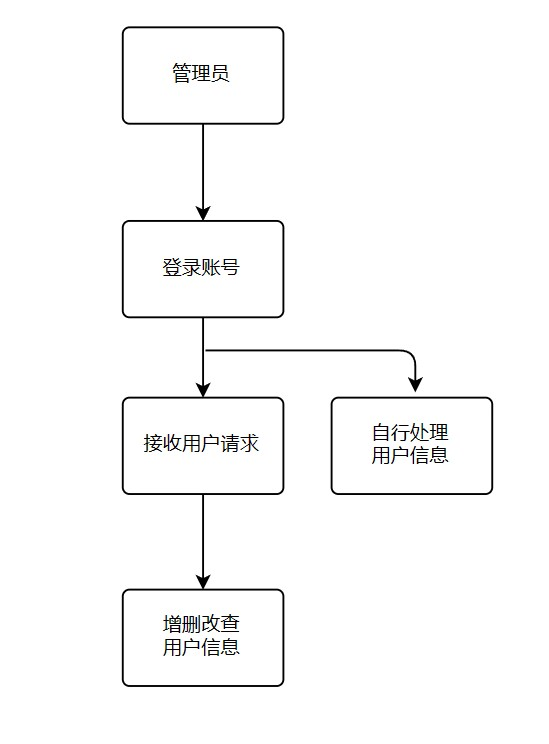 管理员
登录账号
接收用户请求
自行处理
用户信息
增删改查
用户信息